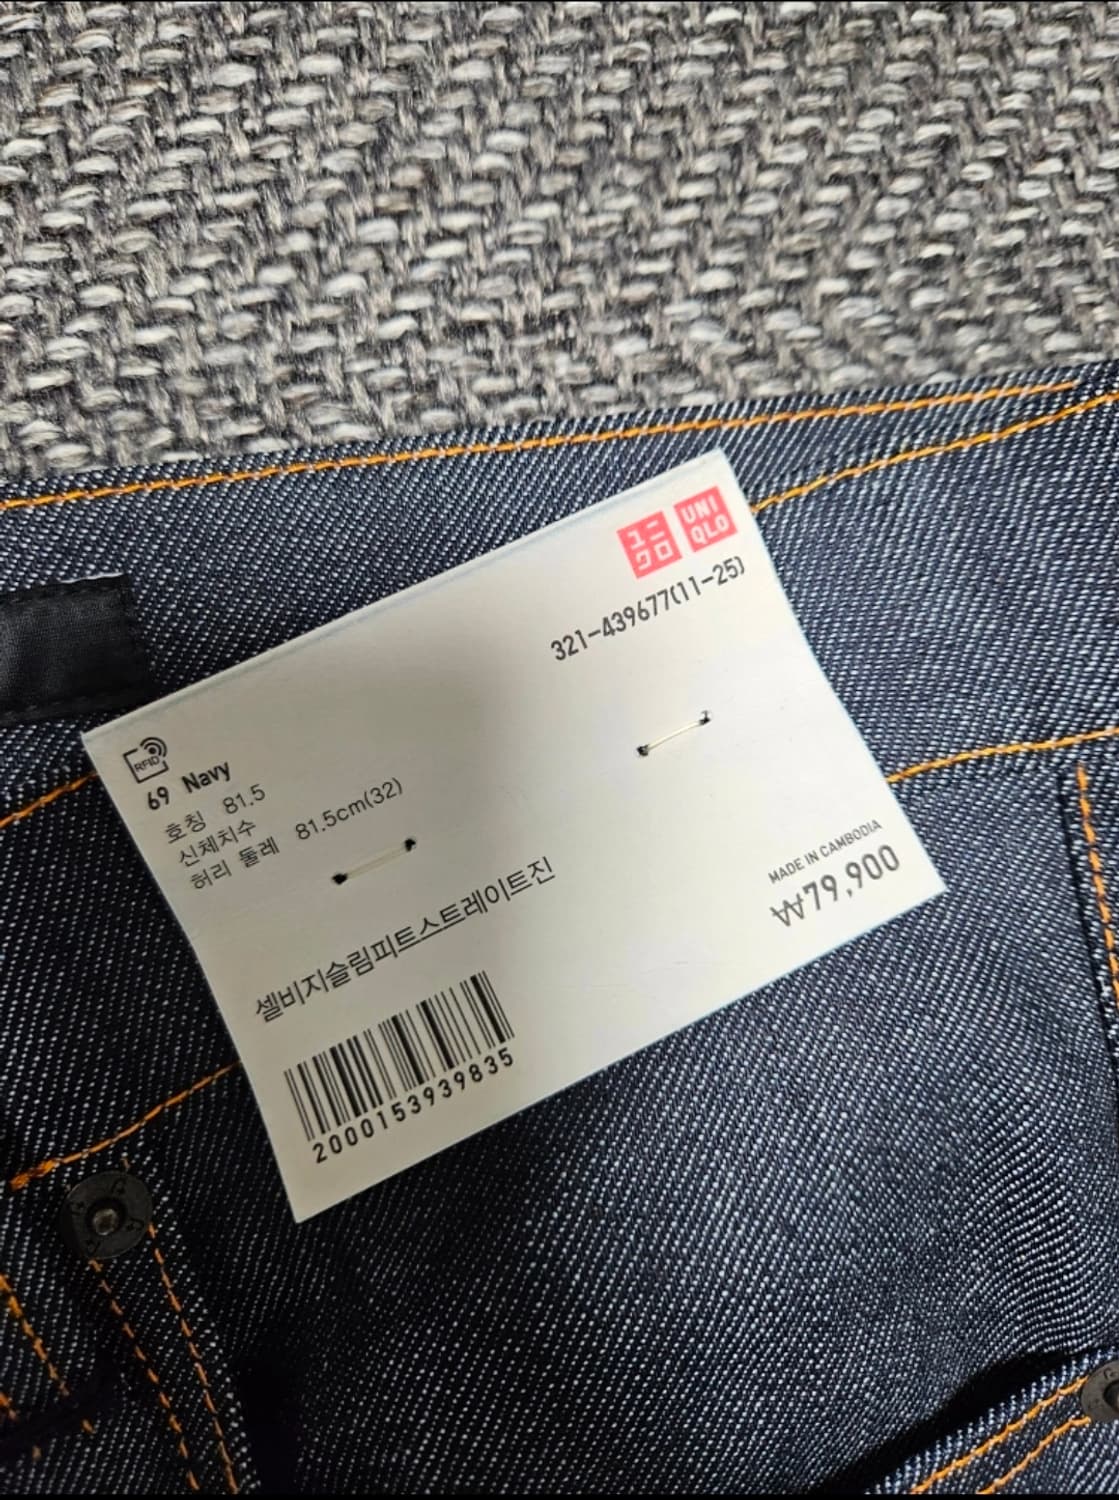 ユニ
クロ
UNI
QLO
321-439677(11-25)
RFID
69 Navy
호칭 81.5
신체치수
허리 둘레 81.5cm(32)
셀비지슬림피트스트레이트진
MADE IN CAMBODIA
₩79,900
2000153939835